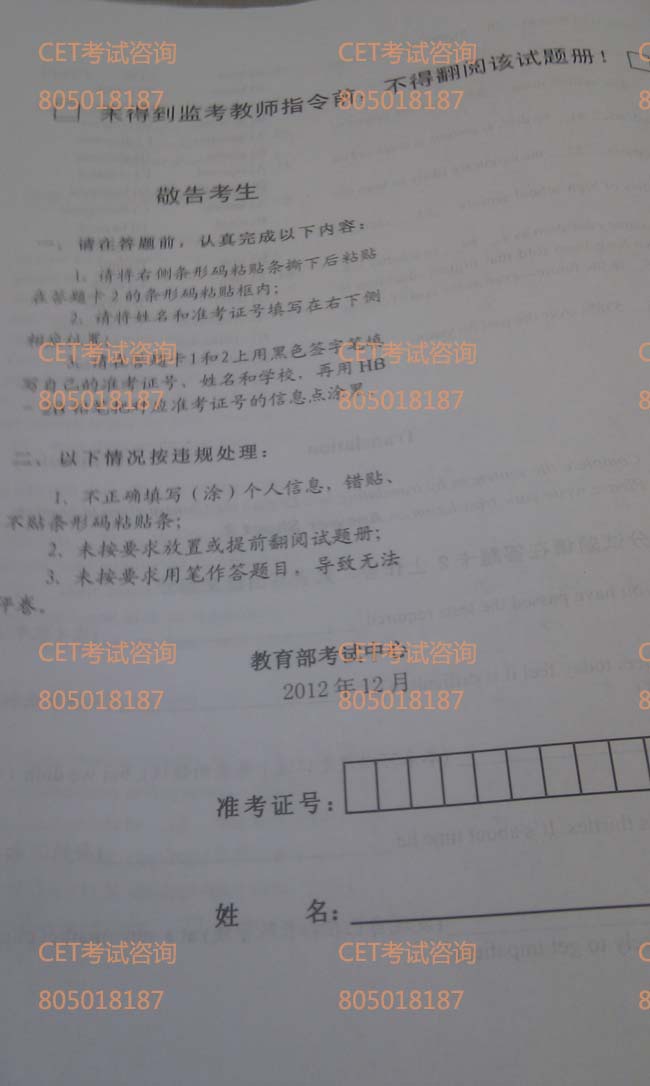 CET考试咨询 CET考试咨询
805018187 805018187
未得到监考教师指令前，不得翻阅该试题册！
敬告考生
一、请在答题前，认真完成以下内容：
1、请将右侧条形码粘贴条撕下后粘贴
在答题卡2的条形码粘贴框内；
2、请将姓名和准考证号填写在右下侧
相应位置；
CET考试咨询 CET考试咨询
3、请在答题卡1和2上用黑色签字笔填
写自己的准考证号、姓名和学校，再用HB
805018187 805018187
对应准考证号的信息点涂黑。
二、以下情况按违规处理：
1、不正确填写（涂）个人信息，错贴、
不贴条形码粘贴条；
2、未按要求放置或提前翻阅试题册；
3、未按要求用笔作答题目，导致无法
评卷。
CET考试咨询 CET考试咨询
教育部考试中心
805018187 805018187
2012年12月
准考证号：
姓 名：
CET考试咨询 CET考试咨询
805018187 805018187